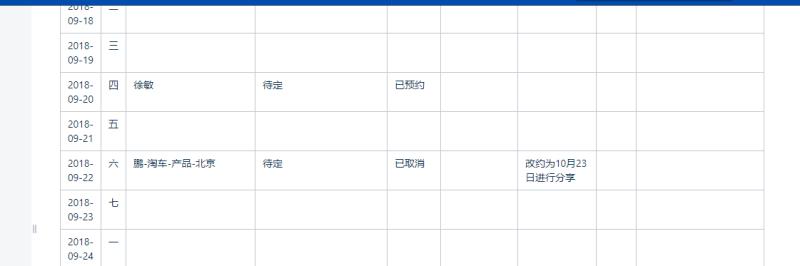 2018-
09-18
2018-
三
09-19
2018-
四
徐敏
待定
已预约
09-20
2018-
五
09-21
2018-
六
鹏-淘车-产品-北京
待定
已取消
改约为10月23
09-22
日进行分享
2018-
七
09-23
2018-
一
09-24